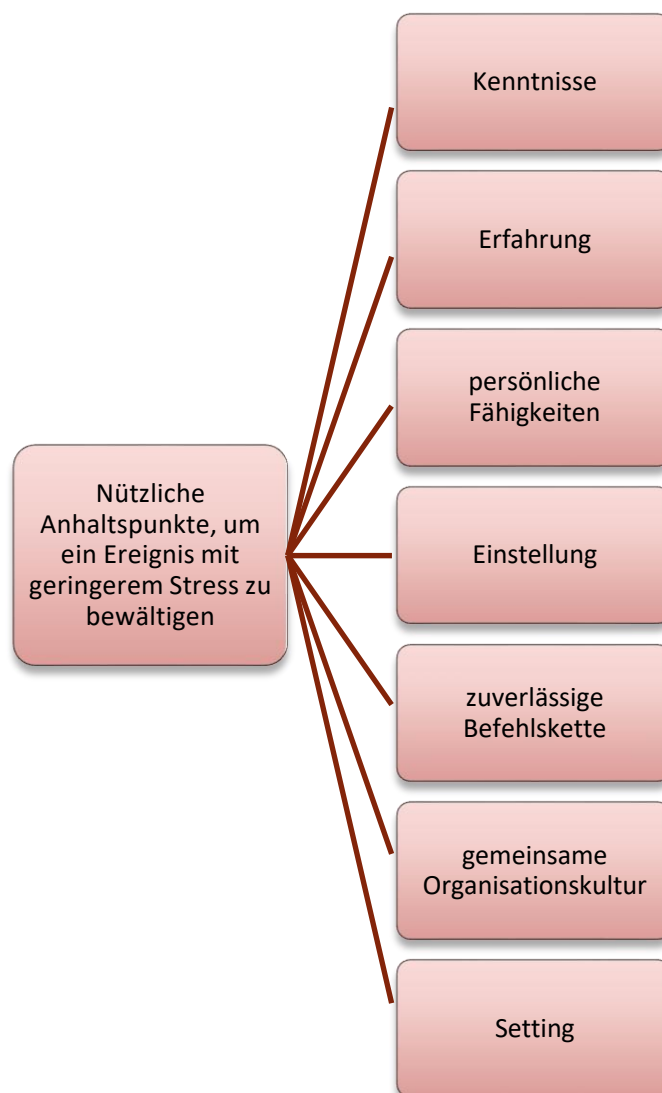 Kenntnisse
Erfahrung
persönliche
Fähigkeiten
Nützliche
Anhaltspunkte, um
ein Ereignis mit
geringerem Stress zu
bewältigen
Einstellung
zuverlässige
Befehlskette
gemeinsame
Organisationskultur
Setting